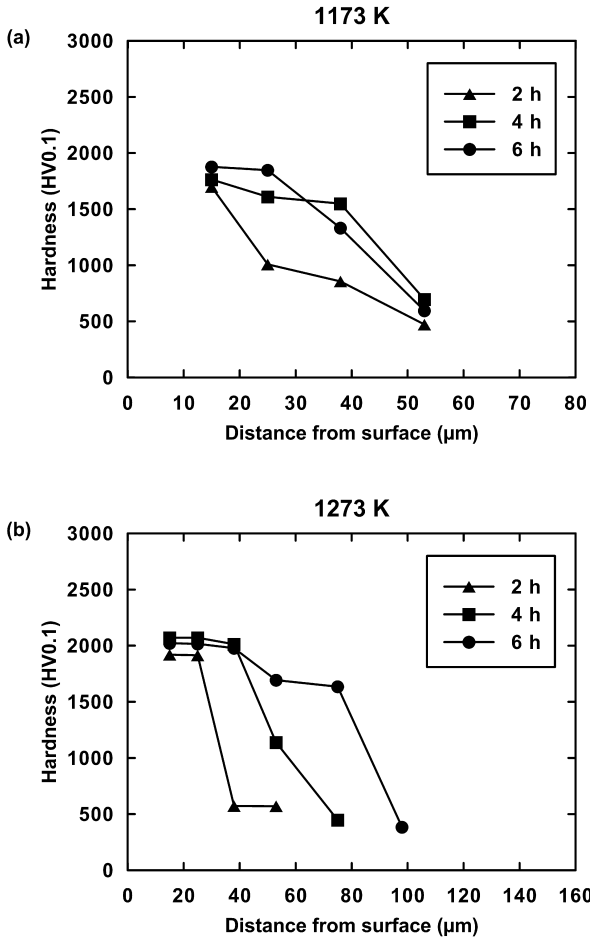 1173 K
(a)
3000
2500
2000
1500
1000
500
0
Hardness (HV0.1)
2 h
4 h
6 h
0 10 20 30 40 50 60 70 80
Distance from surface (µm)
1273 K
(b)
3000
2500
2000
1500
1000
500
0
Hardness (HV0.1)
2 h
4 h
6 h
0 20 40 60 80 100 120 140 160
Distance from surface (µm)